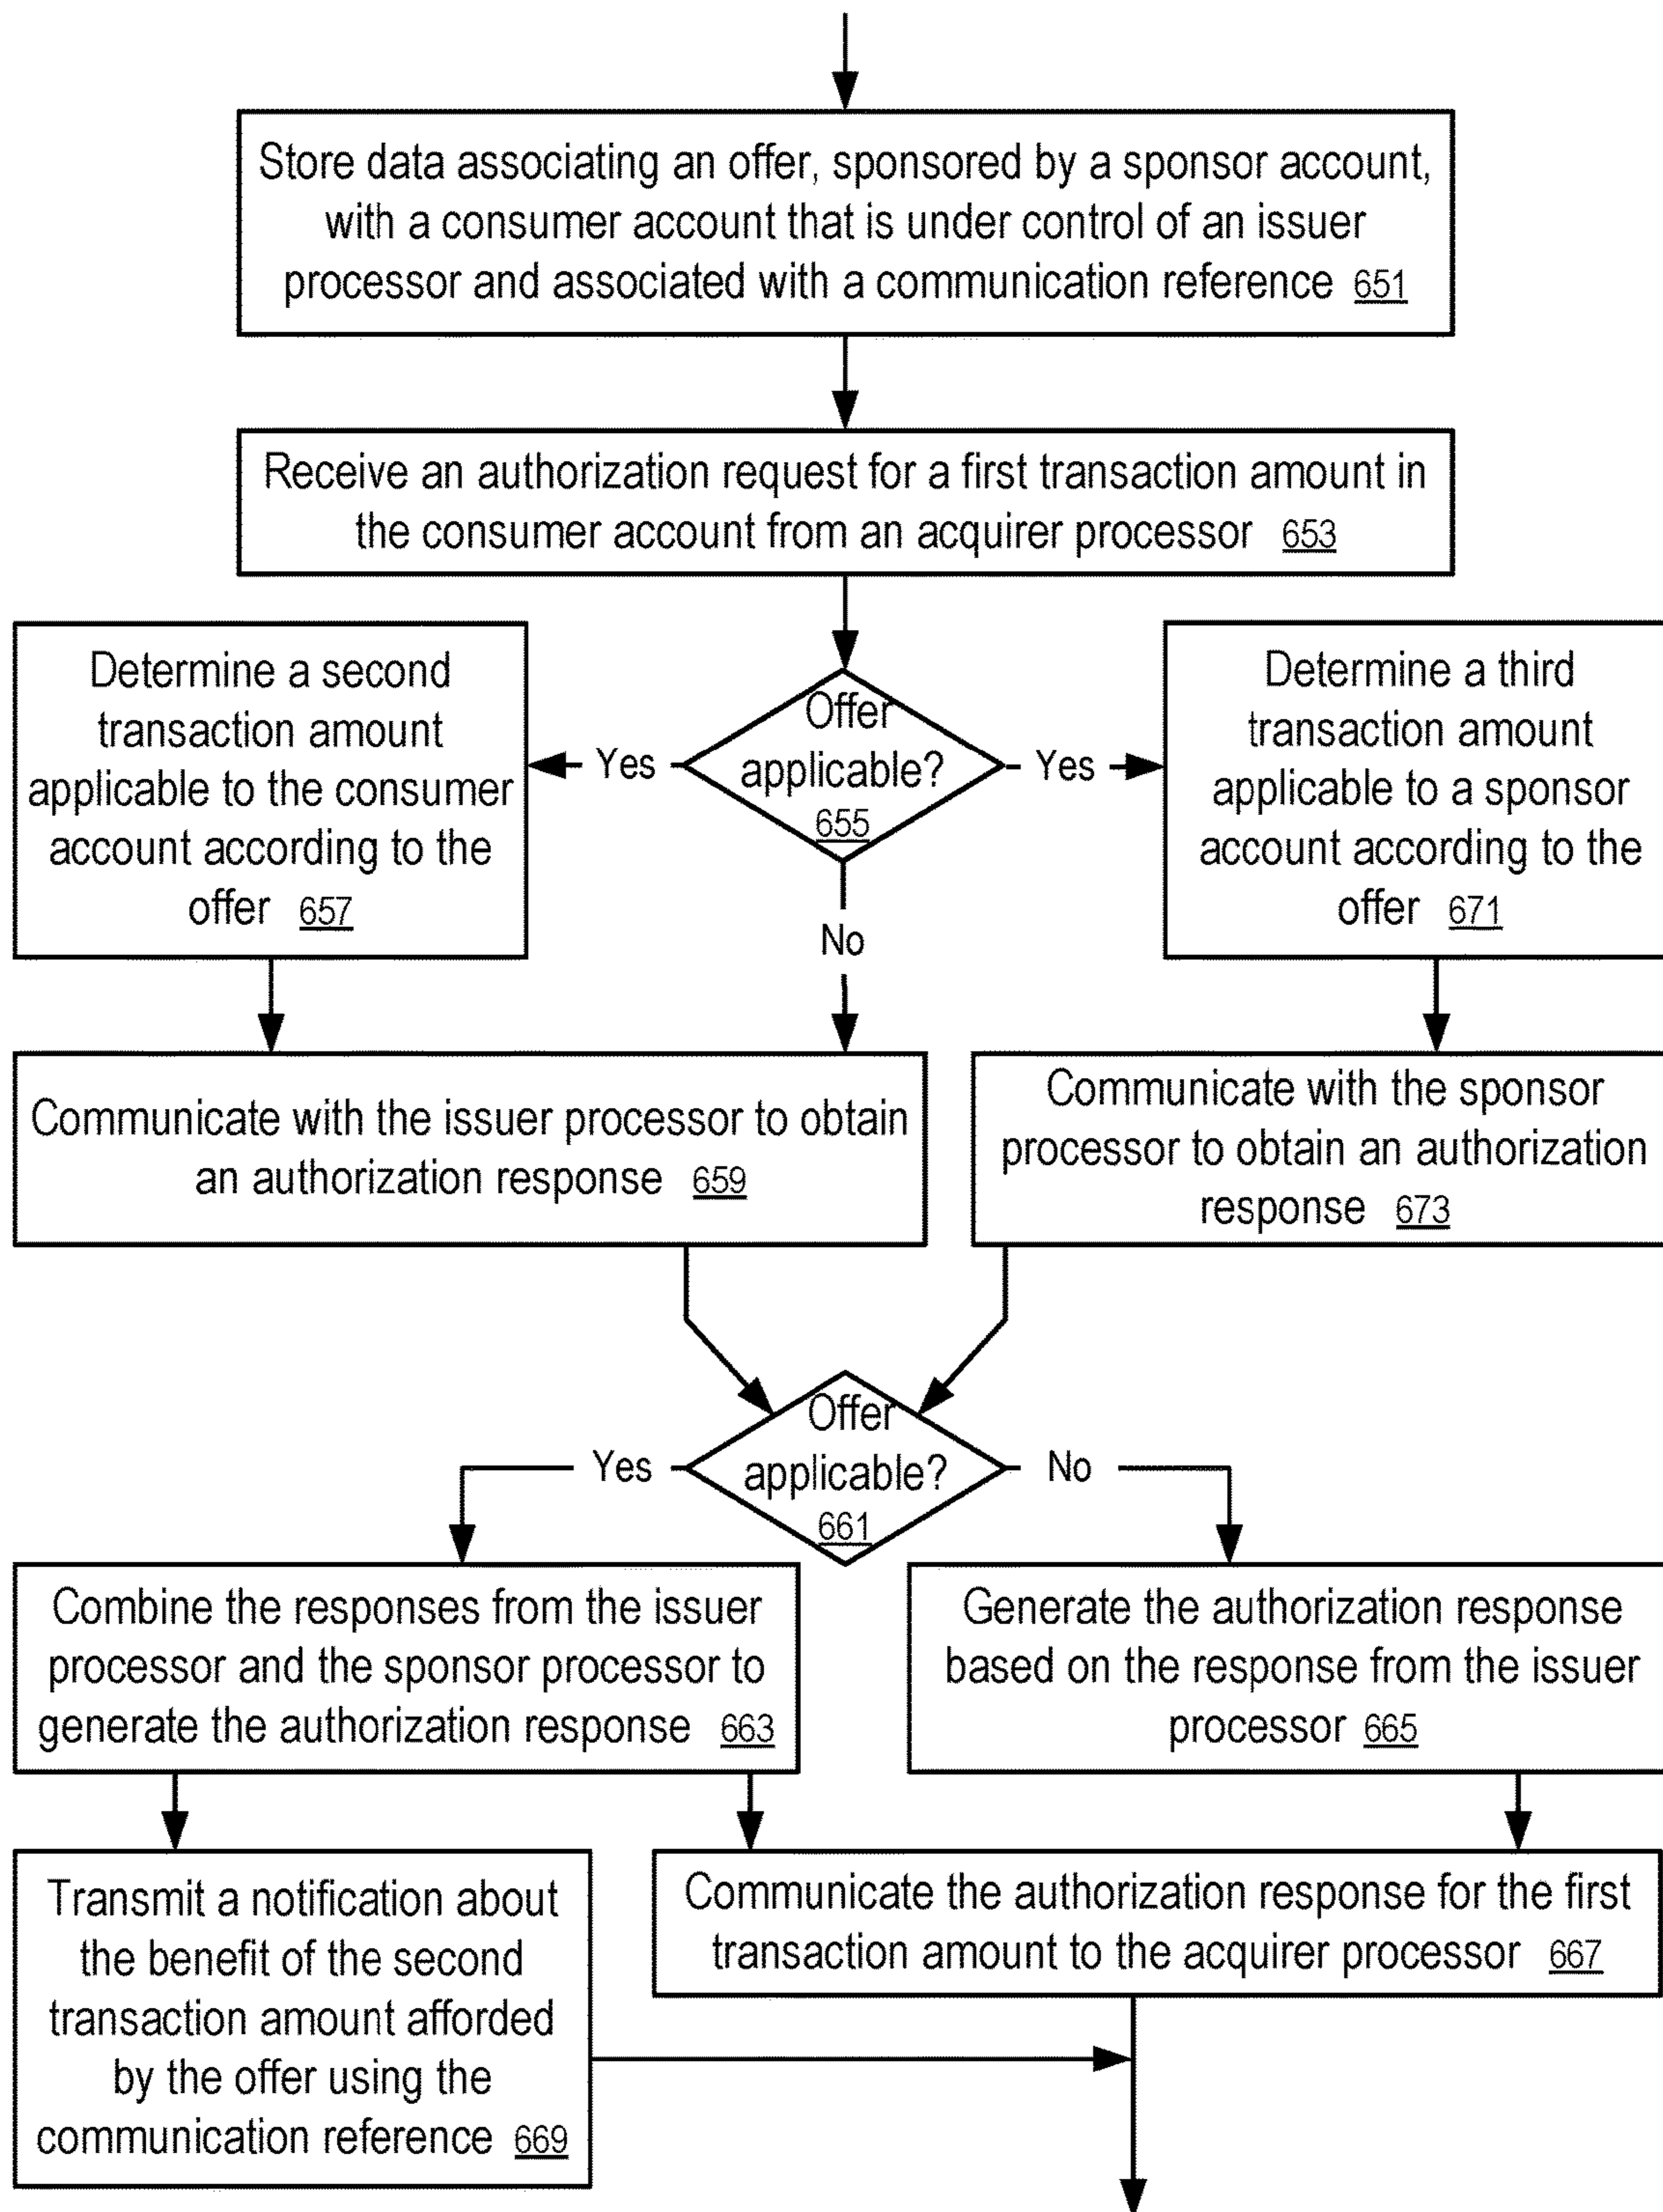 Store data associating an offer, sponsored by a sponsor account,
with a consumer account that is under control of an issuer
processor and associated with a communication reference 651
Receive an authorization request for a first transaction amount in
the consumer account from an acquirer processor 653
Determine a second
transaction amount
applicable to the consumer
account according to the
offer 657
Yes
Offer
applicable?
655
Yes
No
Determine a third
transaction amount
applicable to a sponsor
account according to the
offer 671
Communicate with the issuer processor to obtain
an authorization response 659
Communicate with the sponsor
processor to obtain an authorization
response 673
Yes
Offer
applicable?
661
No
Combine the responses from the issuer
processor and the sponsor processor to
generate the authorization response 663
Generate the authorization response
based on the response from the issuer
processor 665
Transmit a notification about
the benefit of the second
transaction amount afforded
by the offer using the
communication reference 669
Communicate the authorization response for the first
transaction amount to the acquirer processor 667